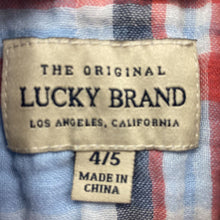 THE ORIGINAL
LUCKY BRAND
LOS ANGELES, CALIFORNIA
4/5
MADE IN
CHINA